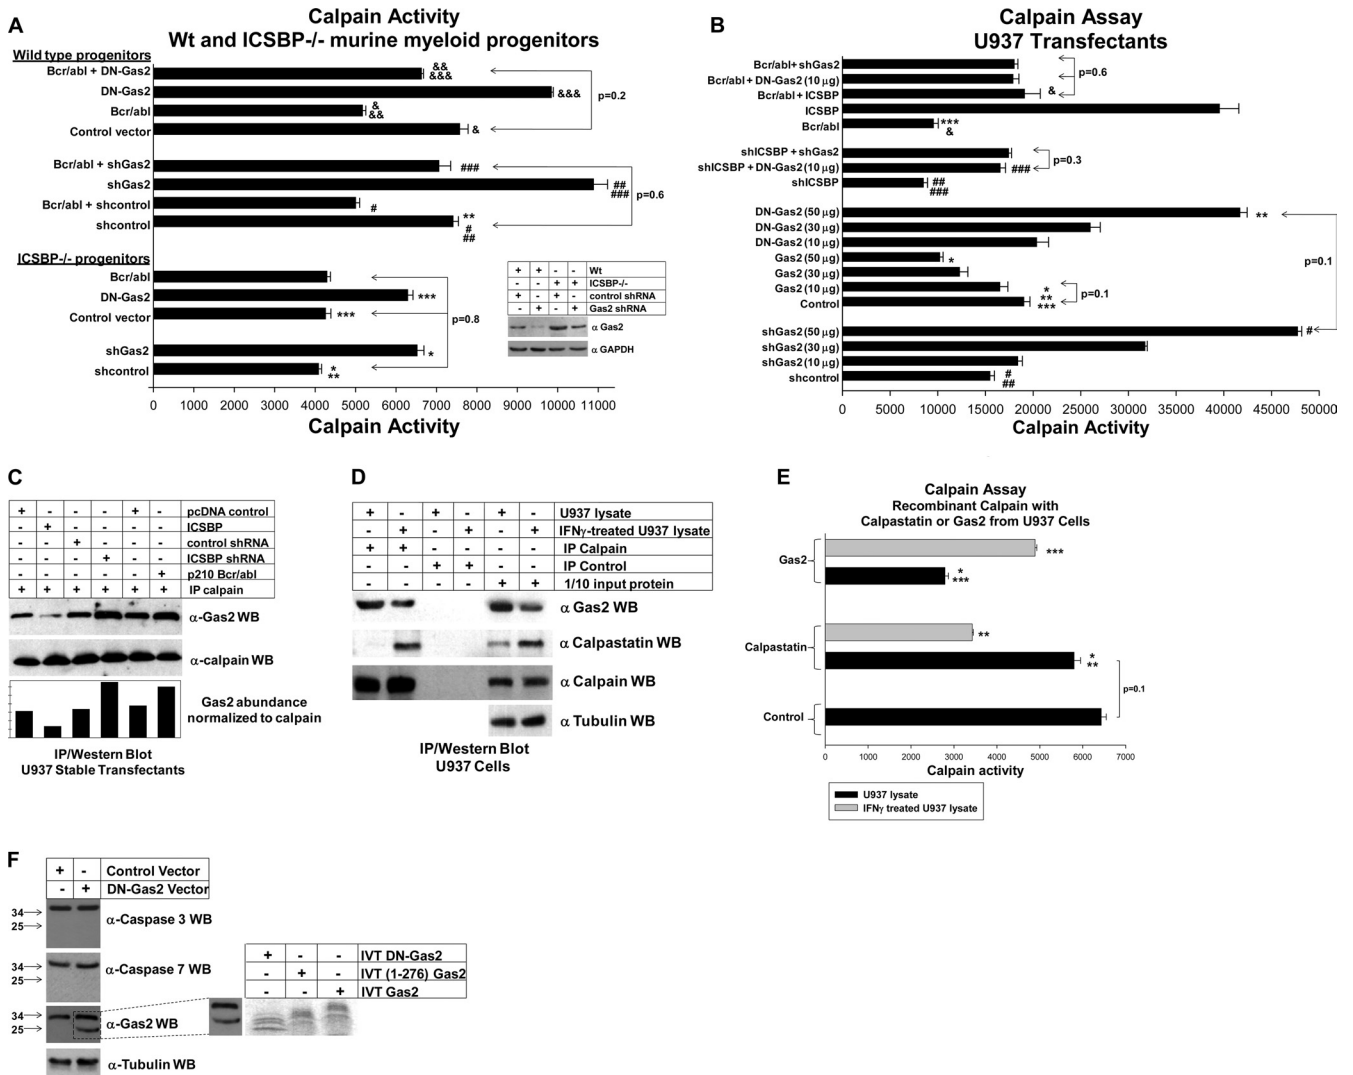 A
Calpain Activity
Wt and ICSBP-/- murine myeloid progenitors
Wild type progenitors
Bcr/abl + DN-Gas2
&&
&&&
DN-Gas2
&&&
p=0.2
Bcr/abl
&
&&
Control vector
&
Bcr/abl + shGas2
###
shGas2
##
###
p=0.6
Bcr/abl + shcontrol
#
shcontrol
**
#
##
ICSBP-/- progenitors
Bcr/abl
DN-Gas2
***
Control vector
***
p=0.8
shGas2
*
shcontrol
*
**
0 1000 2000 3000 4000 5000 6000 7000 8000 9000 10000 11000
Calpain Activity
+ + - - Wt
- - + + ICSBP-/-
+ - + - control shRNA
- + - + Gas2 shRNA
α Gas2
α GAPDH
B
Calpain Assay
U937 Transfectants
Bcr/abl+ shGas2
Bcr/abl + DN-Gas2 (10 µg)
p=0.6
Bcr/abl + ICSBP
&
ICSBP
Bcr/abl
***
&
shICSBP + shGas2
p=0.3
shICSBP + DN-Gas2 (10 µg)
###
shICSBP
##
###
DN-Gas2 (50 µg)
**
DN-Gas2 (30 µg)
DN-Gas2 (10 µg)
Gas2 (50 µg)
*
p=0.1
Gas2 (30 µg)
Gas2 (10 µg)
*
**
***
p=0.1
Control
shGas2 (50 µg)
#
shGas2 (30 µg)
shGas2 (10 µg)
shcontrol
#
##
0 5000 10000 15000 20000 25000 30000 35000 40000 45000 50000
Calpain Activity
C
+ - - - + - pcDNA control
- + - - - - ICSBP
- - + - - - control shRNA
- - - + - - ICSBP shRNA
- - - - - + p210 Bcr/abl
+ + + + + + IP calpain
α-Gas2 WB
α-calpain WB
Gas2 abundance
normalized to calpain
IP/Western Blot
U937 Stable Transfectants
D
+ - + - + - U937 lysate
- + - + - + IFNγ-treated U937 lysate
+ + - - - - IP Calpain
- - + + - - IP Control
- - - - + + 1/10 input protein
α Gas2 WB
α Calpastatin WB
α Calpain WB
α Tubulin WB
IP/Western Blot
U937 Cells
E
Calpain Assay
Recombinant Calpain with
Calpastatin or Gas2 from U937 Cells
Gas2
***
*
***
Calpastatin
**
*
**
p=0.1
Control
0 1000 2000 3000 4000 5000 6000 7000
Calpain activity
U937 lysate
IFNγ treated U937 lysate
F
+ - Control Vector
- + DN-Gas2 Vector
34
25
α-Caspase 3 WB
34
25
α-Caspase 7 WB
34
25
α-Gas2 WB
α-Tubulin WB
+ - - IVT DN-Gas2
- + - IVT (1-276) Gas2
- - + IVT Gas2